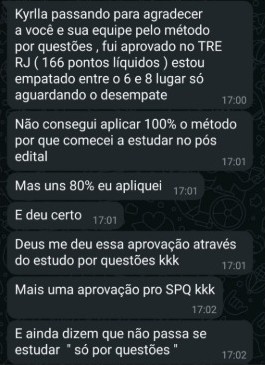 Kyrlla passando para agradecer
a você e sua equipe pelo método
por questões , fui aprovado no TRE
RJ ( 166 pontos líquidos ) estou
empatado entre o 6 e 8 lugar só
aguardando o desempate
17:00
Não consegui aplicar 100% o método
por que comecei a estudar no pós
edital
17:01
Mas uns 80% eu apliquei 17:01
E deu certo 17:01
Deus me deu essa aprovação através
do estudo por questões kkk
17:01
Mais uma aprovação pro SPQ kkk
17:02
E ainda dizem que não passa se
estudar " só por questões "
17:02